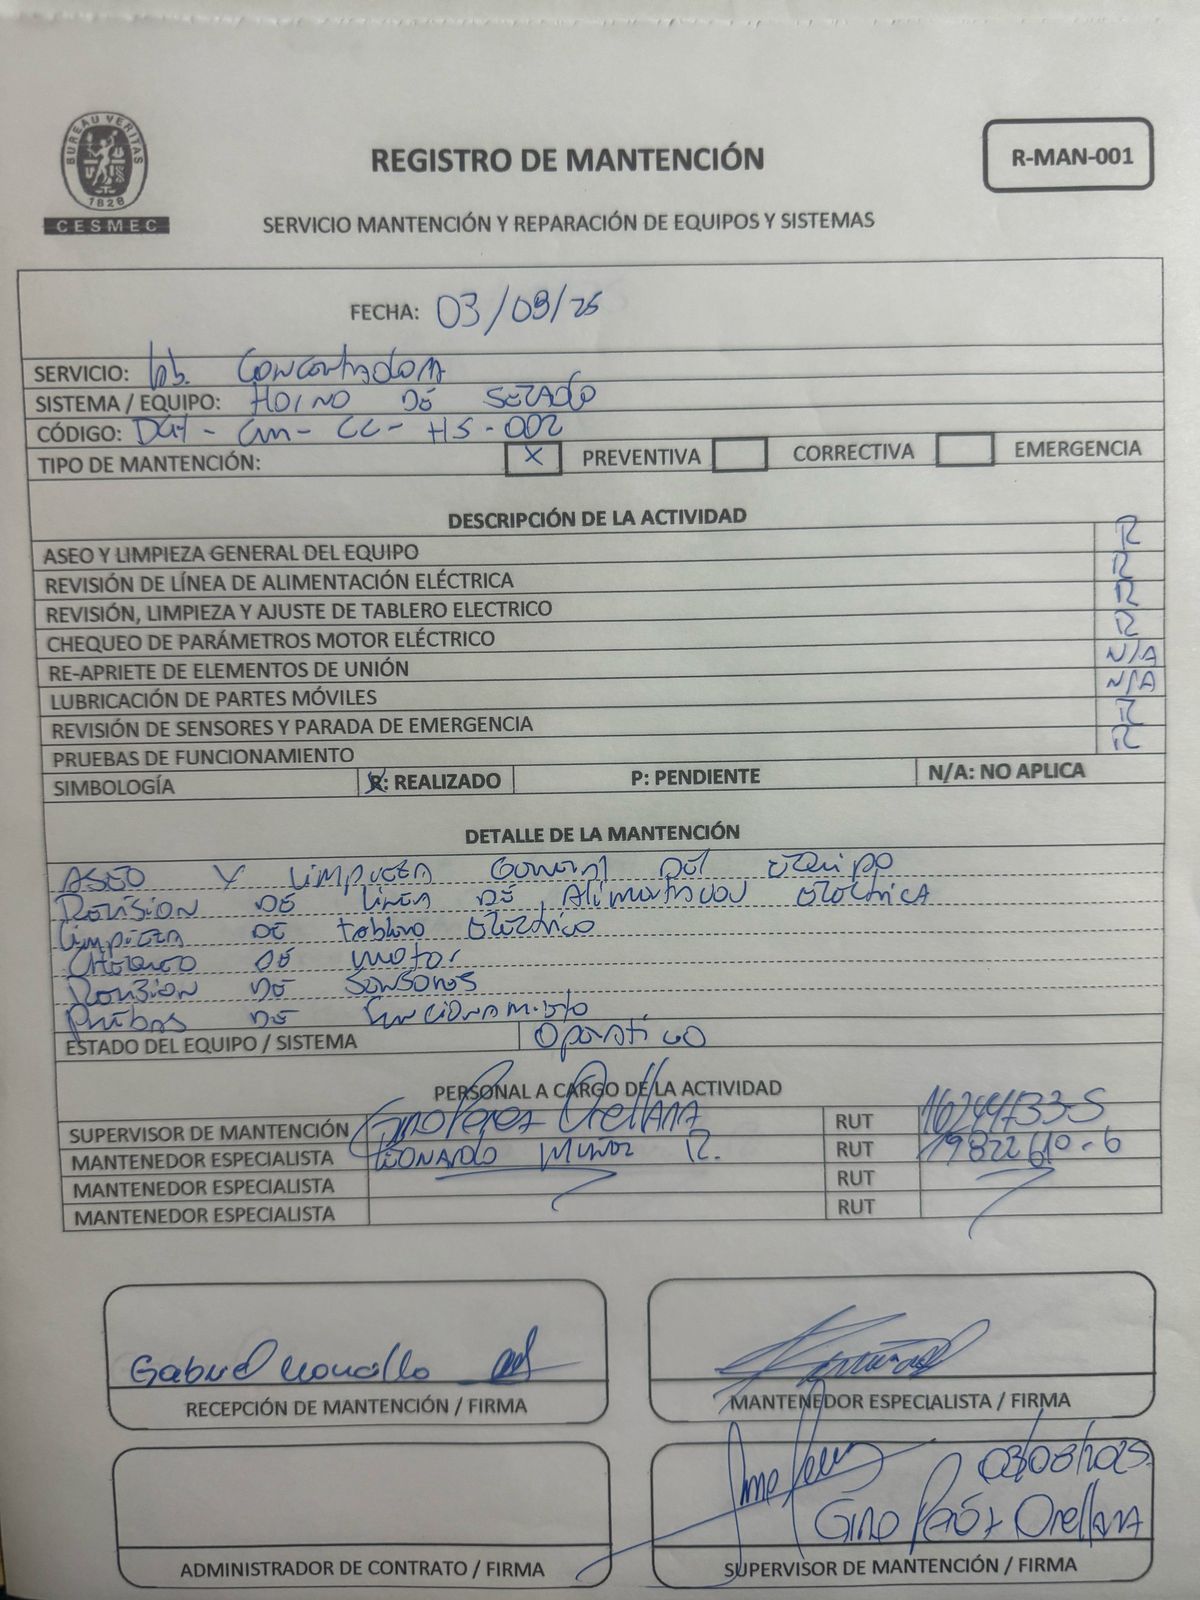 BUREAU VERITAS
1828
CESMEC
REGISTRO DE MANTENCIÓN
R-MAN-001
SERVICIO MANTENCIÓN Y REPARACIÓN DE EQUIPOS Y SISTEMAS
FECHA: 03/09/25
SERVICIO: Lab. Concentradora
SISTEMA / EQUIPO: HORNO DE SECADO
CÓDIGO: DCH - CM - CC - HS - 002
TIPO DE MANTENCIÓN: X PREVENTIVA CORRECTIVA EMERGENCIA
DESCRIPCIÓN DE LA ACTIVIDAD
ASEO Y LIMPIEZA GENERAL DEL EQUIPO R
REVISIÓN DE LÍNEA DE ALIMENTACIÓN ELÉCTRICA R
REVISIÓN, LIMPIEZA Y AJUSTE DE TABLERO ELECTRICO R
CHEQUEO DE PARÁMETROS MOTOR ELÉCTRICO R
RE-APRIETE DE ELEMENTOS DE UNIÓN N/A
LUBRICACIÓN DE PARTES MÓVILES N/A
REVISIÓN DE SENSORES Y PARADA DE EMERGENCIA R
PRUEBAS DE FUNCIONAMIENTO R
SIMBOLOGÍA R: REALIZADO P: PENDIENTE N/A: NO APLICA
DETALLE DE LA MANTENCIÓN
ASEO Y LIMPIEZA General DEL EQUIPO
Revision DE Linea DE Alimentacion Electrica
Limpieza DE tablero Electrico
Chequeo DE motor
Revision DE Sensores
Pruebas DE Funcionamiento
ESTADO DEL EQUIPO / SISTEMA Operativo
PERSONAL A CARGO DE LA ACTIVIDAD
SUPERVISOR DE MANTENCIÓN Gino Perez Orellana RUT 16244733-5
MANTENEDOR ESPECIALISTA LEONARDO MUÑOZ R. RUT 19822610-6
MANTENEDOR ESPECIALISTA RUT
MANTENEDOR ESPECIALISTA RUT
Gabriel
RECEPCIÓN DE MANTENCIÓN / FIRMA
MANTENEDOR ESPECIALISTA / FIRMA
03/09/2025
Gino Peréz Orellana
ADMINISTRADOR DE CONTRATO / FIRMA
SUPERVISOR DE MANTENCIÓN / FIRMA